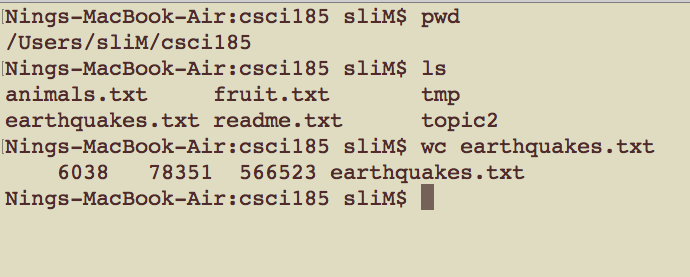 Nings-MacBook-Air:csci185 sliM$ pwd
/Users/sliM/csci185
Nings-MacBook-Air:csci185 sliM$ ls
animals.txt     fruit.txt       tmp
earthquakes.txt readme.txt      topic2
Nings-MacBook-Air:csci185 sliM$ wc earthquakes.txt
    6038   78351  566523 earthquakes.txt
Nings-MacBook-Air:csci185 sliM$